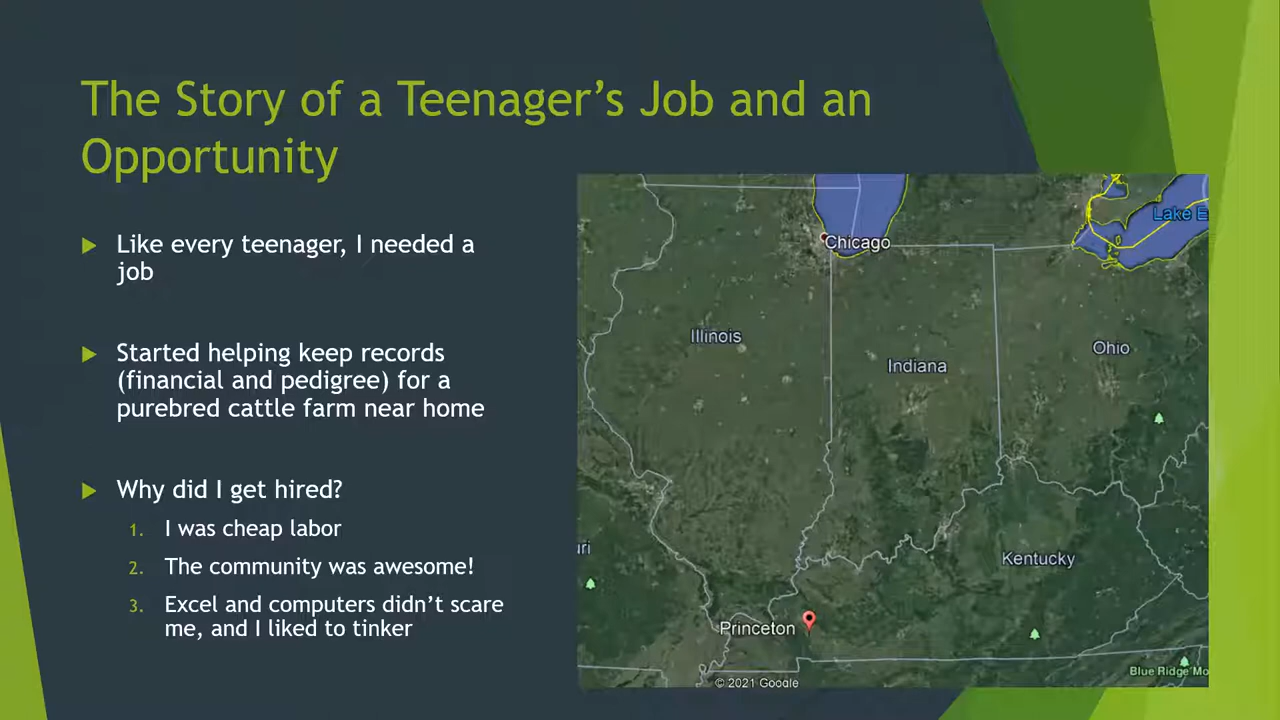 The Story of a Teenager’s Job and an
Opportunity
Like every teenager, I needed a
job
Started helping keep records
(financial and pedigree) for a
purebred cattle farm near home
Why did I get hired?
1. I was cheap labor
2. The community was awesome!
3. Excel and computers didn’t scare
me, and I liked to tinker
Lake E
Chicago
Illinois
Indiana
Ohio
uri
Kentucky
Princeton
Blue Ridge Mo
© 2021 Google